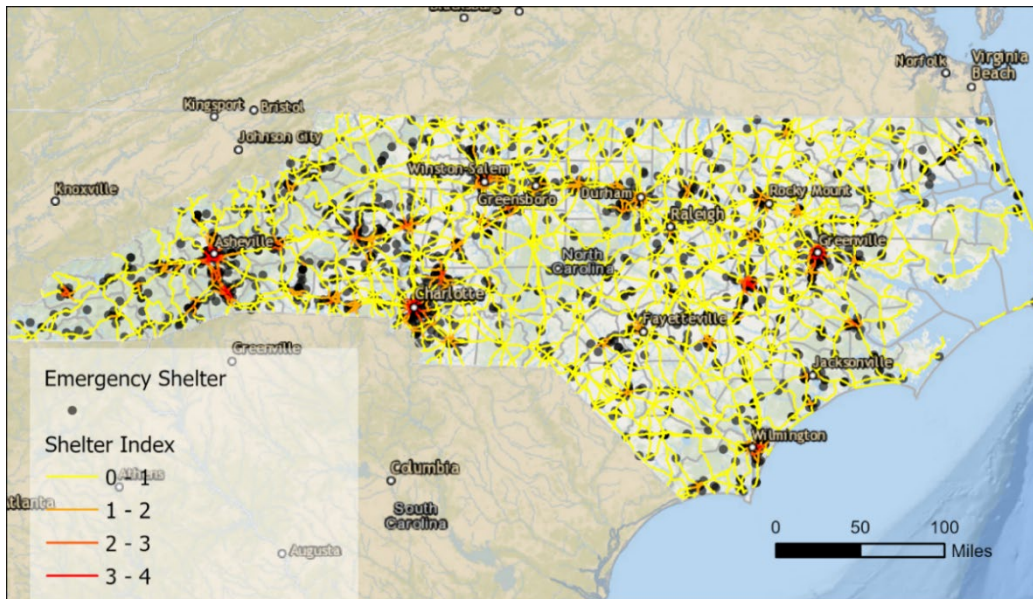 Norfolk
Virginia
Beach
Kingsport
Bristol
Johnson City
Knoxville
Winston-Salem
Greensboro
Durham
Rocky Mount
Raleigh
Asheville
North
Carolina
Greenville
Charlotte
Fayetteville
Greenville
Jacksonville
Emergency Shelter
Shelter Index
0 - 1
1 - 2
2 - 3
3 - 4
Athens
Atlanta
Augusta
Columbia
South
Carolina
Wilmington
0 50 100
Miles